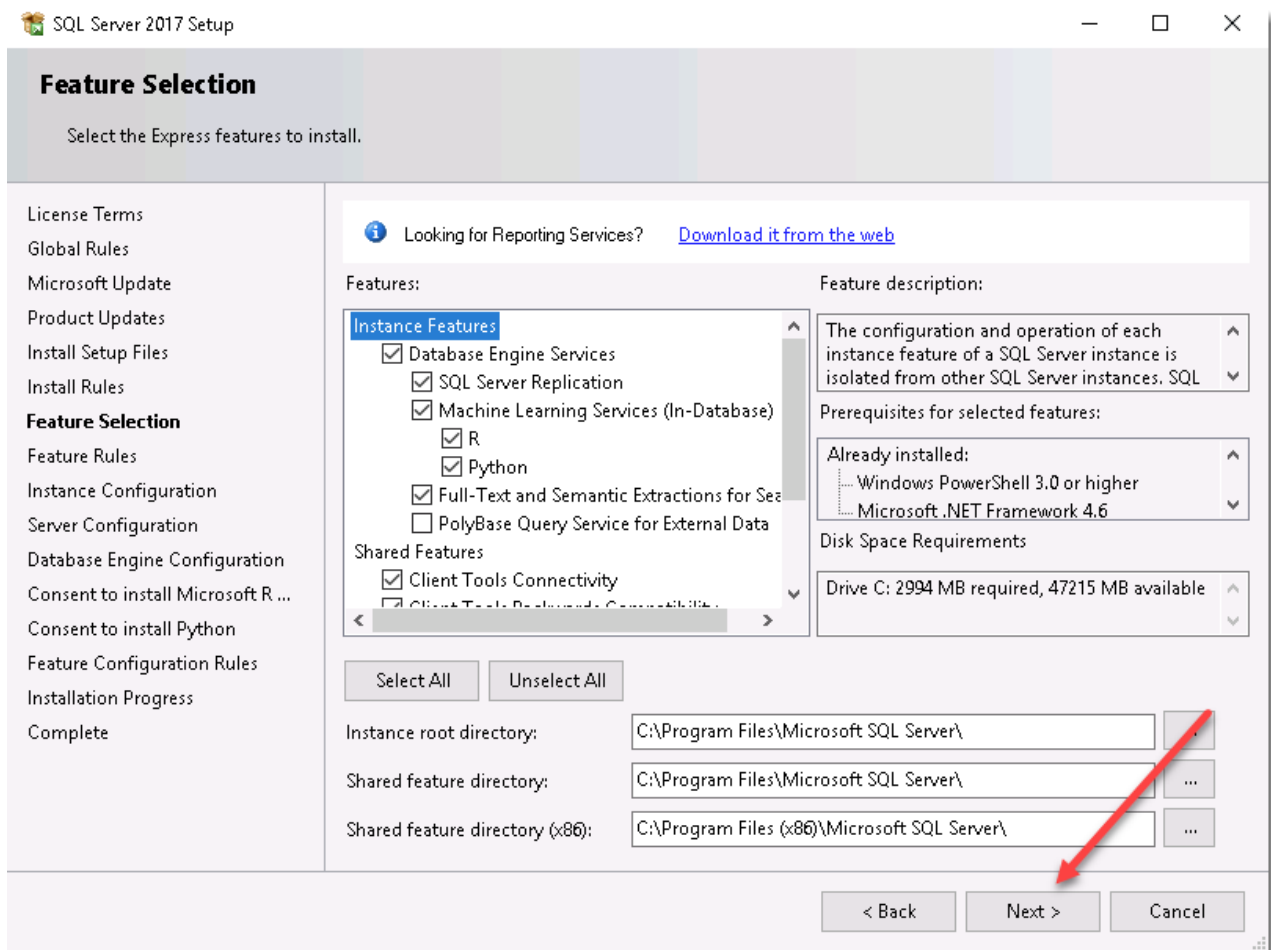 SQL Server 2017 Setup
Feature Selection
Select the Express features to install.
License Terms
Global Rules
Microsoft Update
Product Updates
Install Setup Files
Install Rules
Feature Selection
Feature Rules
Instance Configuration
Server Configuration
Database Engine Configuration
Consent to install Microsoft R ...
Consent to install Python
Feature Configuration Rules
Installation Progress
Complete
Looking for Reporting Services? Download it from the web
Features:
Instance Features
Database Engine Services
SQL Server Replication
Machine Learning Services (In-Database)
R
Python
Full-Text and Semantic Extractions for Sea
PolyBase Query Service for External Data
Shared Features
Client Tools Connectivity
Client Tools Backwards Compatibility
Feature description:
The configuration and operation of each
instance feature of a SQL Server instance is
isolated from other SQL Server instances. SQL
Prerequisites for selected features:
Already installed:
Windows PowerShell 3.0 or higher
Microsoft .NET Framework 4.6
Disk Space Requirements
Drive C: 2994 MB required, 47215 MB available
Select All Unselect All
Instance root directory: C:\Program Files\Microsoft SQL Server\ ...
Shared feature directory: C:\Program Files\Microsoft SQL Server\ ...
Shared feature directory (x86): C:\Program Files (x86)\Microsoft SQL Server\ ...
< Back Next > Cancel